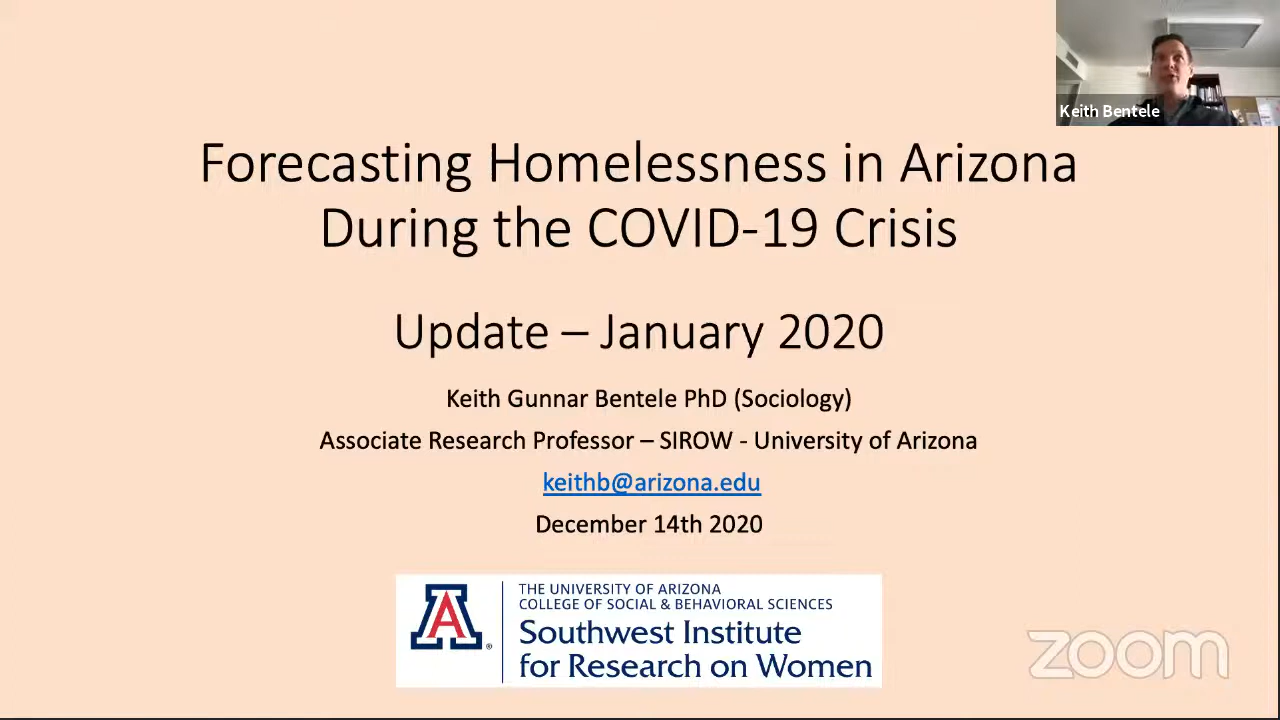 Keith Bentele
Forecasting Homelessness in Arizona
During the COVID-19 Crisis
Update – January 2020
Keith Gunnar Bentele PhD (Sociology)
Associate Research Professor – SIROW - University of Arizona
keithb@arizona.edu
December 14th 2020
A
®
THE UNIVERSITY OF ARIZONA
COLLEGE OF SOCIAL & BEHAVIORAL SCIENCES
Southwest Institute
for Research on Women
zoom